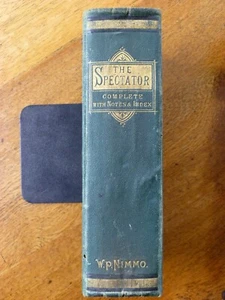 THE
SPECTATOR
COMPLETE
WITH NOTES & INDEX
W.P. NIMMO.